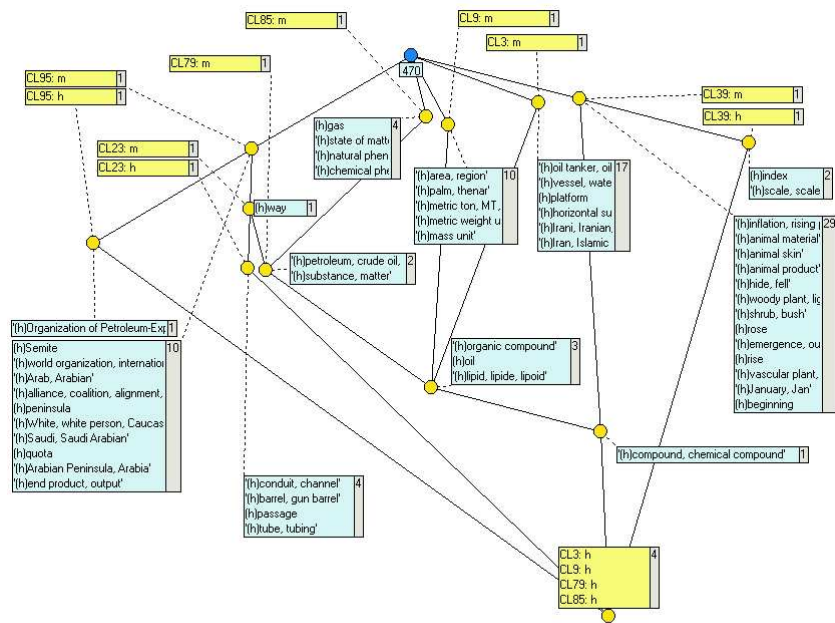 CL85: m 1
CL9: m 1
CL3: m 1
CL79: m 1
470
CL95: m 1
CL95: h 1
CL39: m 1
CL39: h 1
CL23: m 1
CL23: h 1
(h)gas 4
'(h)state of matt
'(h)natural phen
'(h)chemical ph
'(h)area, region' 10
'(h)palm, thenar'
'(h)metric ton, MT,
'(h)metric weight u
'(h)mass unit'
'(h)oil tanker, oil 17
'(h)vessel, wate
(h)platform
'(h)horizontal su
'(h)Irani, Iranian,
'(h)Iran, Islamic
(h)index 2
'(h)scale, scale
(h)way 1
'(h)inflation, rising 29
'(h)animal material'
'(h)animal skin'
'(h)animal product'
'(h)hide, fell'
'(h)woody plant, lig
'(h)shrub, bush'
(h)rose
'(h)emergence, ou
(h)rise
'(h)vascular plant,
'(h)January, Jan'
(h)beginning
'(h)petroleum, crude oil, 2
'(h)substance, matter'
'(h)Organization of Petroleum-Ex 1
(h)Semite 10
'(h)world organization, internation
'(h)Arab, Arabian'
'(h)alliance, coalition, alignment,
(h)peninsula
'(h)White, white person, Caucas
'(h)Saudi, Saudi Arabian'
(h)quota
'(h)Arabian Peninsula, Arabia'
'(h)end product, output'
'(h)organic compound' 3
(h)oil
'(h)lipid, lipide, lipoid'
'(h)compound, chemical compound' 1
'(h)conduit, channel' 4
'(h)barrel, gun barrel'
(h)passage
'(h)tube, tubing'
CL3: h 4
CL9: h
CL79: h
CL85: h